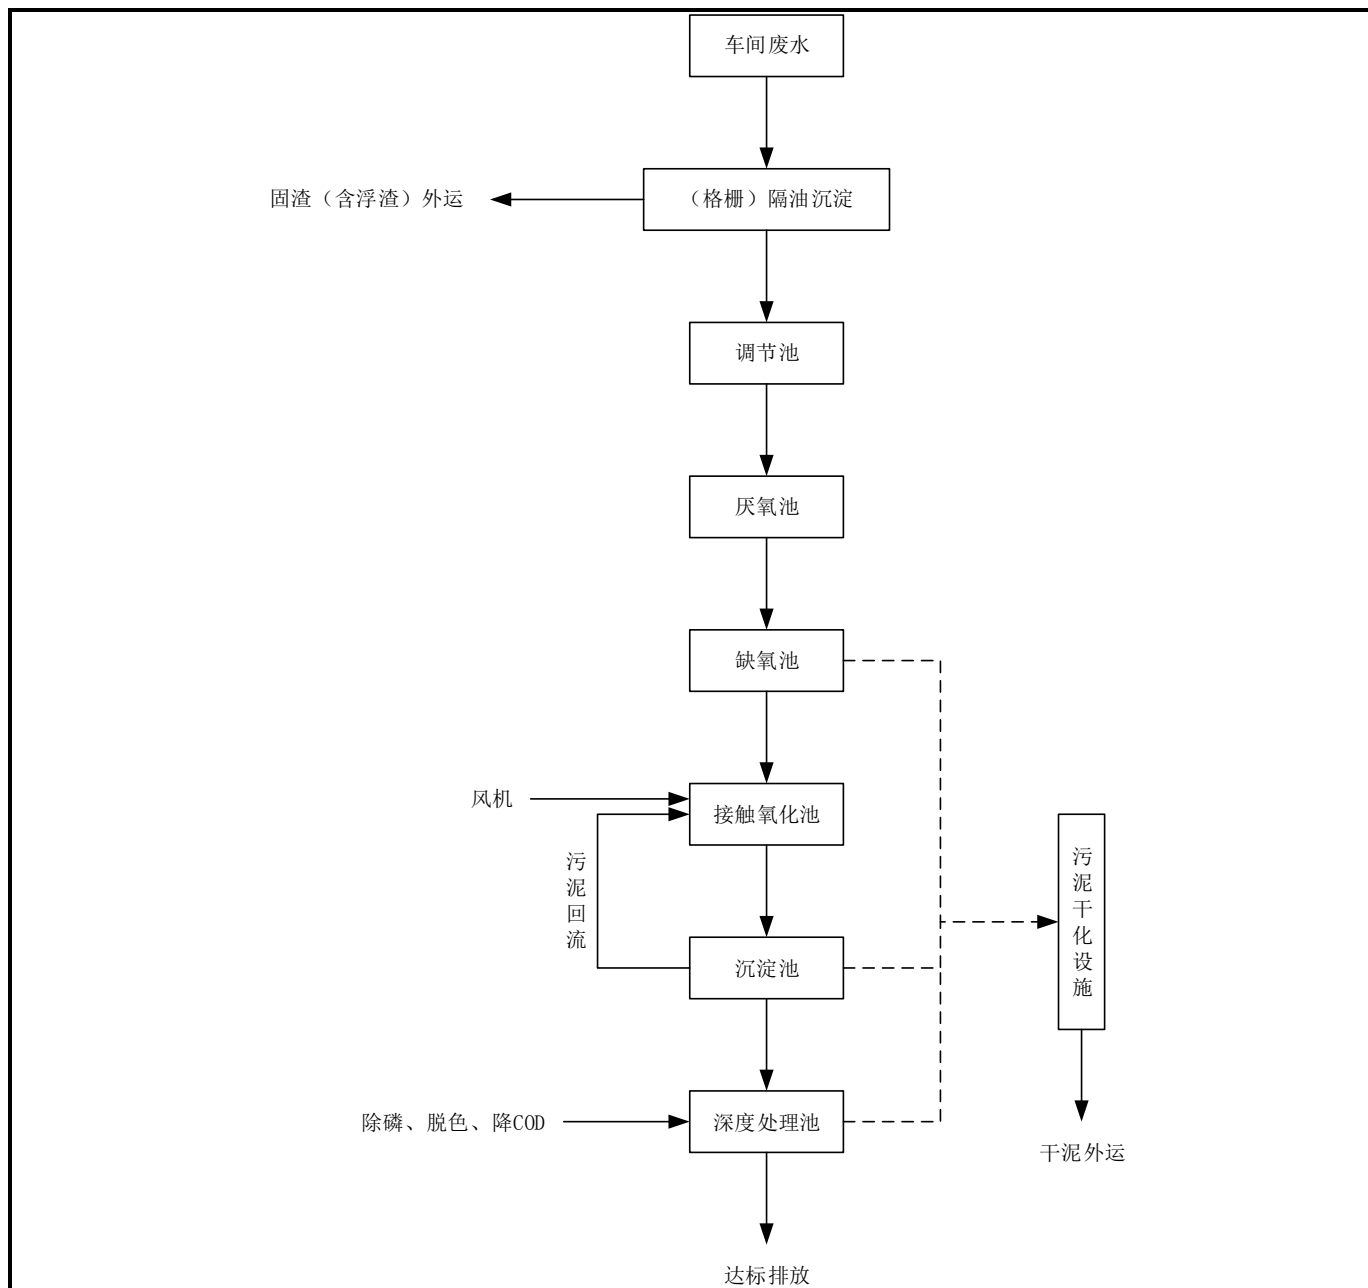 车间废水
固渣（含浮渣）外运
（格栅）隔油沉淀
调节池
厌氧池
缺氧池
风机
接触氧化池
污泥回流
污泥干化设施
沉淀池
除磷、脱色、降COD
深度处理池
干泥外运
达标排放